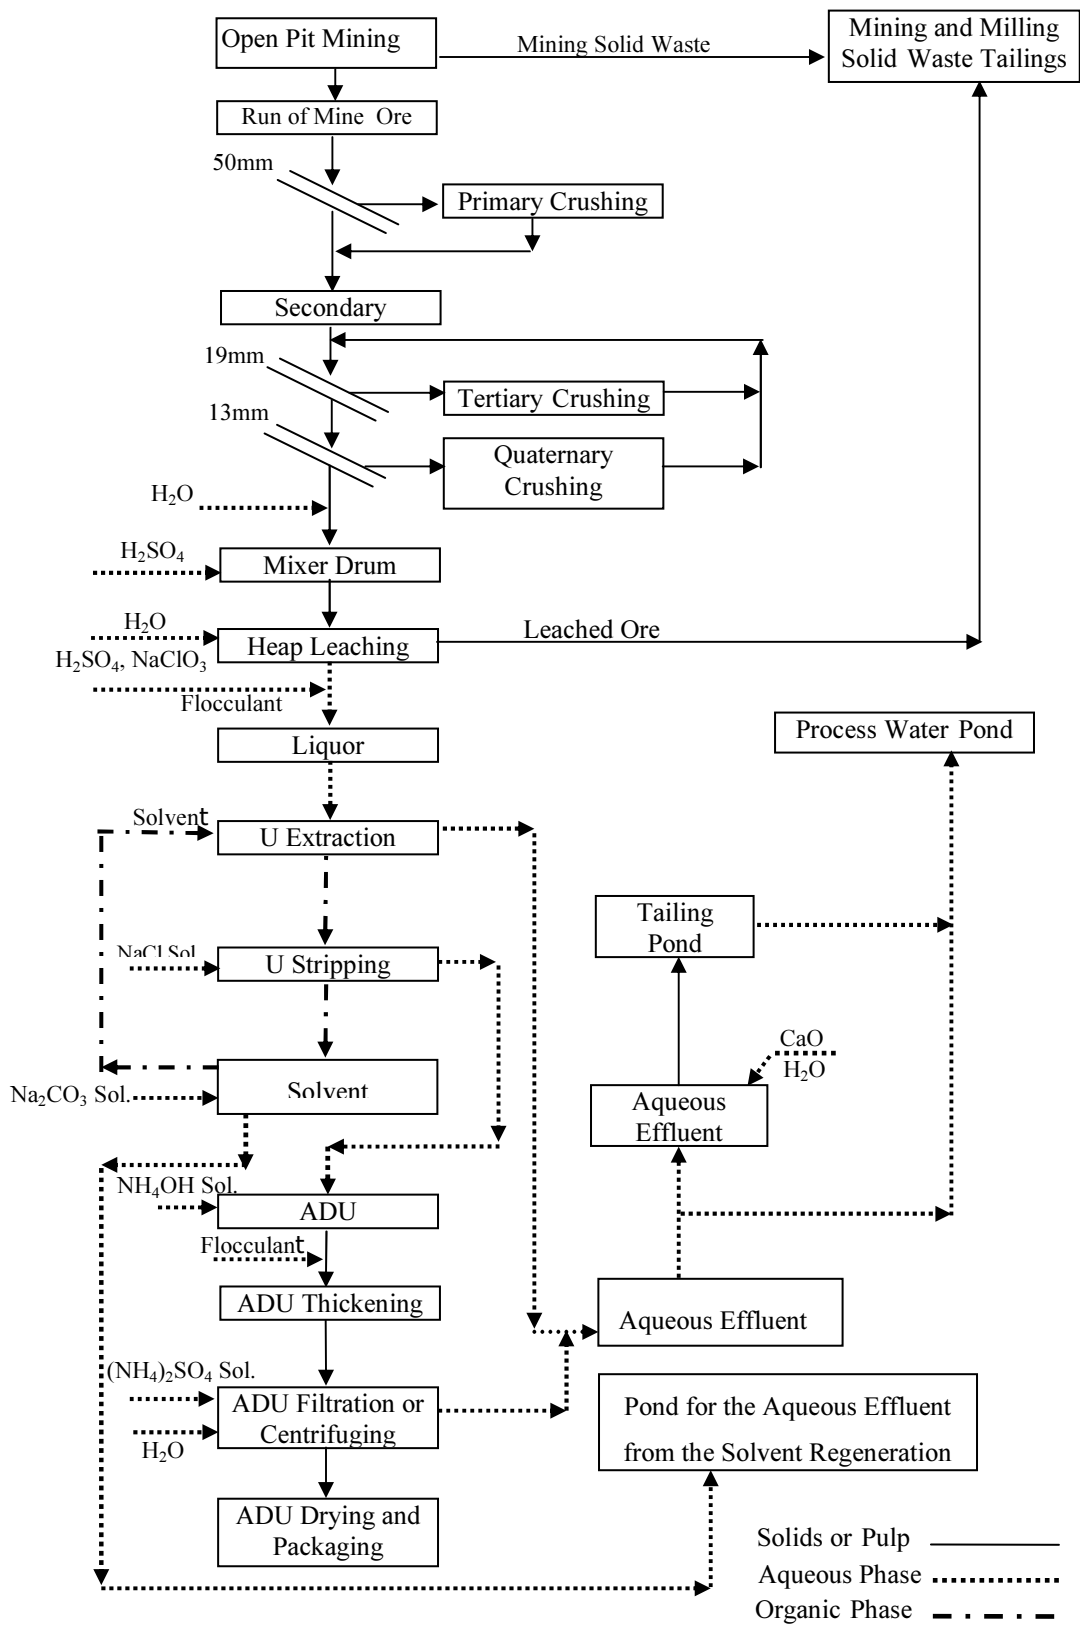 Open Pit Mining
Mining Solid Waste
Mining and Milling
Solid Waste Tailings
Run of Mine Ore
50mm
Primary Crushing
Secondary
19mm
Tertiary Crushing
13mm
Quaternary
Crushing
H₂O
H₂SO₄
Mixer Drum
H₂O
Heap Leaching
Leached Ore
H₂SO₄, NaClO₃
Flocculant
Liquor
Process Water Pond
Solvent
U Extraction
Tailing
Pond
NaCl Sol.
U Stripping
CaO
H₂O
Solvent
Na₂CO₃ Sol.
Aqueous
Effluent
NH₄OH Sol.
ADU
Flocculant
ADU Thickening
Aqueous Effluent
(NH₄)₂SO₄ Sol.
ADU Filtration or
Centrifuging
H₂O
Pond for the Aqueous Effluent
from the Solvent Regeneration
ADU Drying and
Packaging
Solids or Pulp
Aqueous Phase
Organic Phase